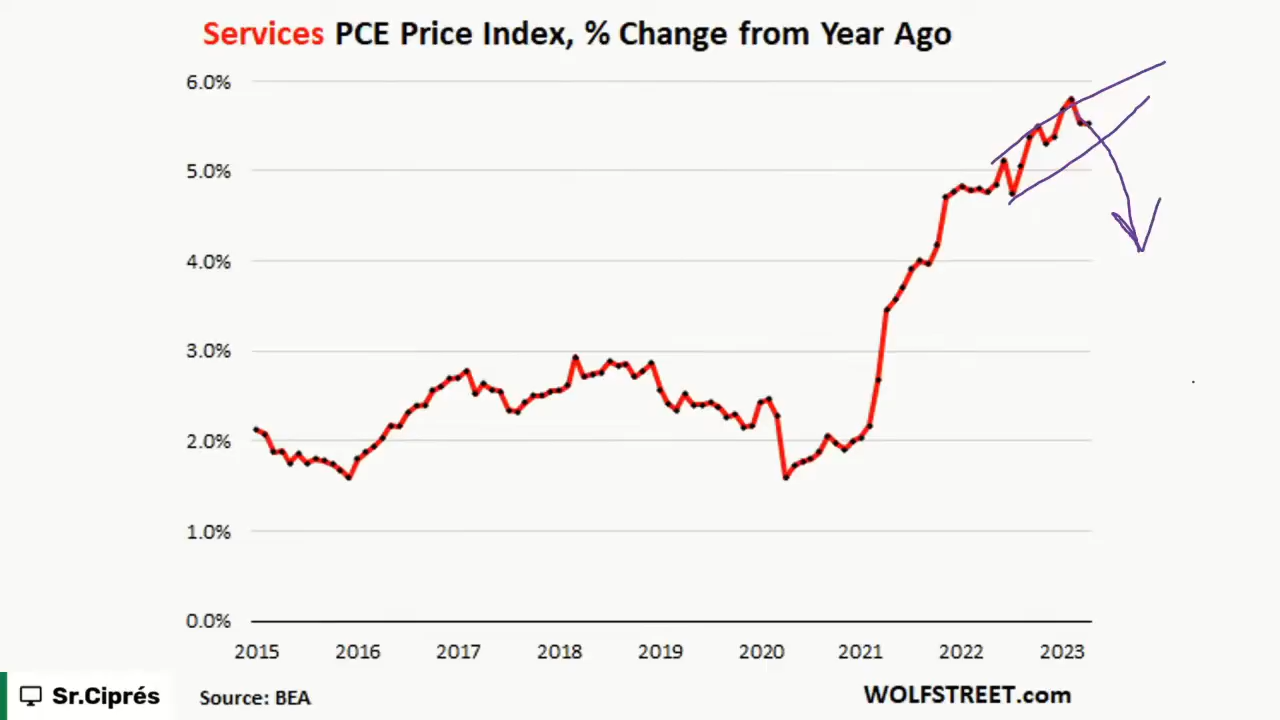 Services PCE Price Index, % Change from Year Ago
6.0%
5.0%
4.0%
3.0%
2.0%
1.0%
0.0%
2015 2016 2017 2018 2019 2020 2021 2022 2023
Sr.Ciprés
Source: BEA
WOLFSTREET.com